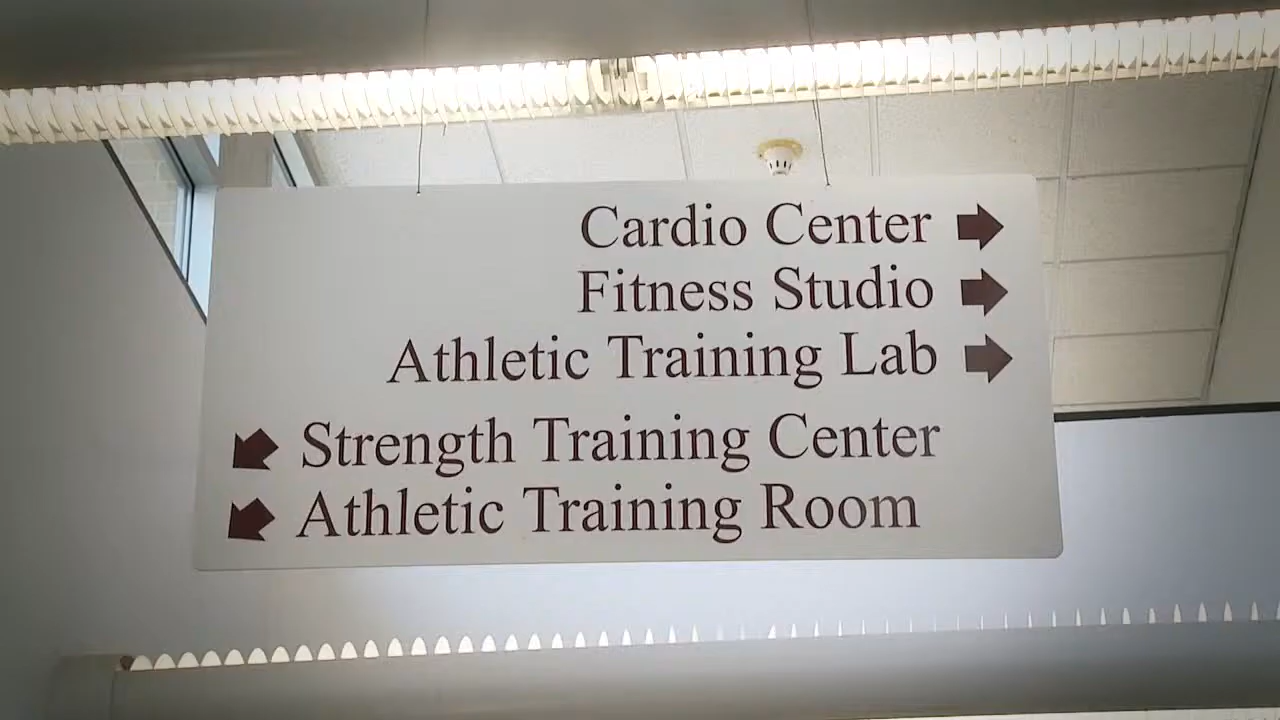 Cardio Center
Fitness Studio
Athletic Training Lab
Strength Training Center
Athletic Training Room